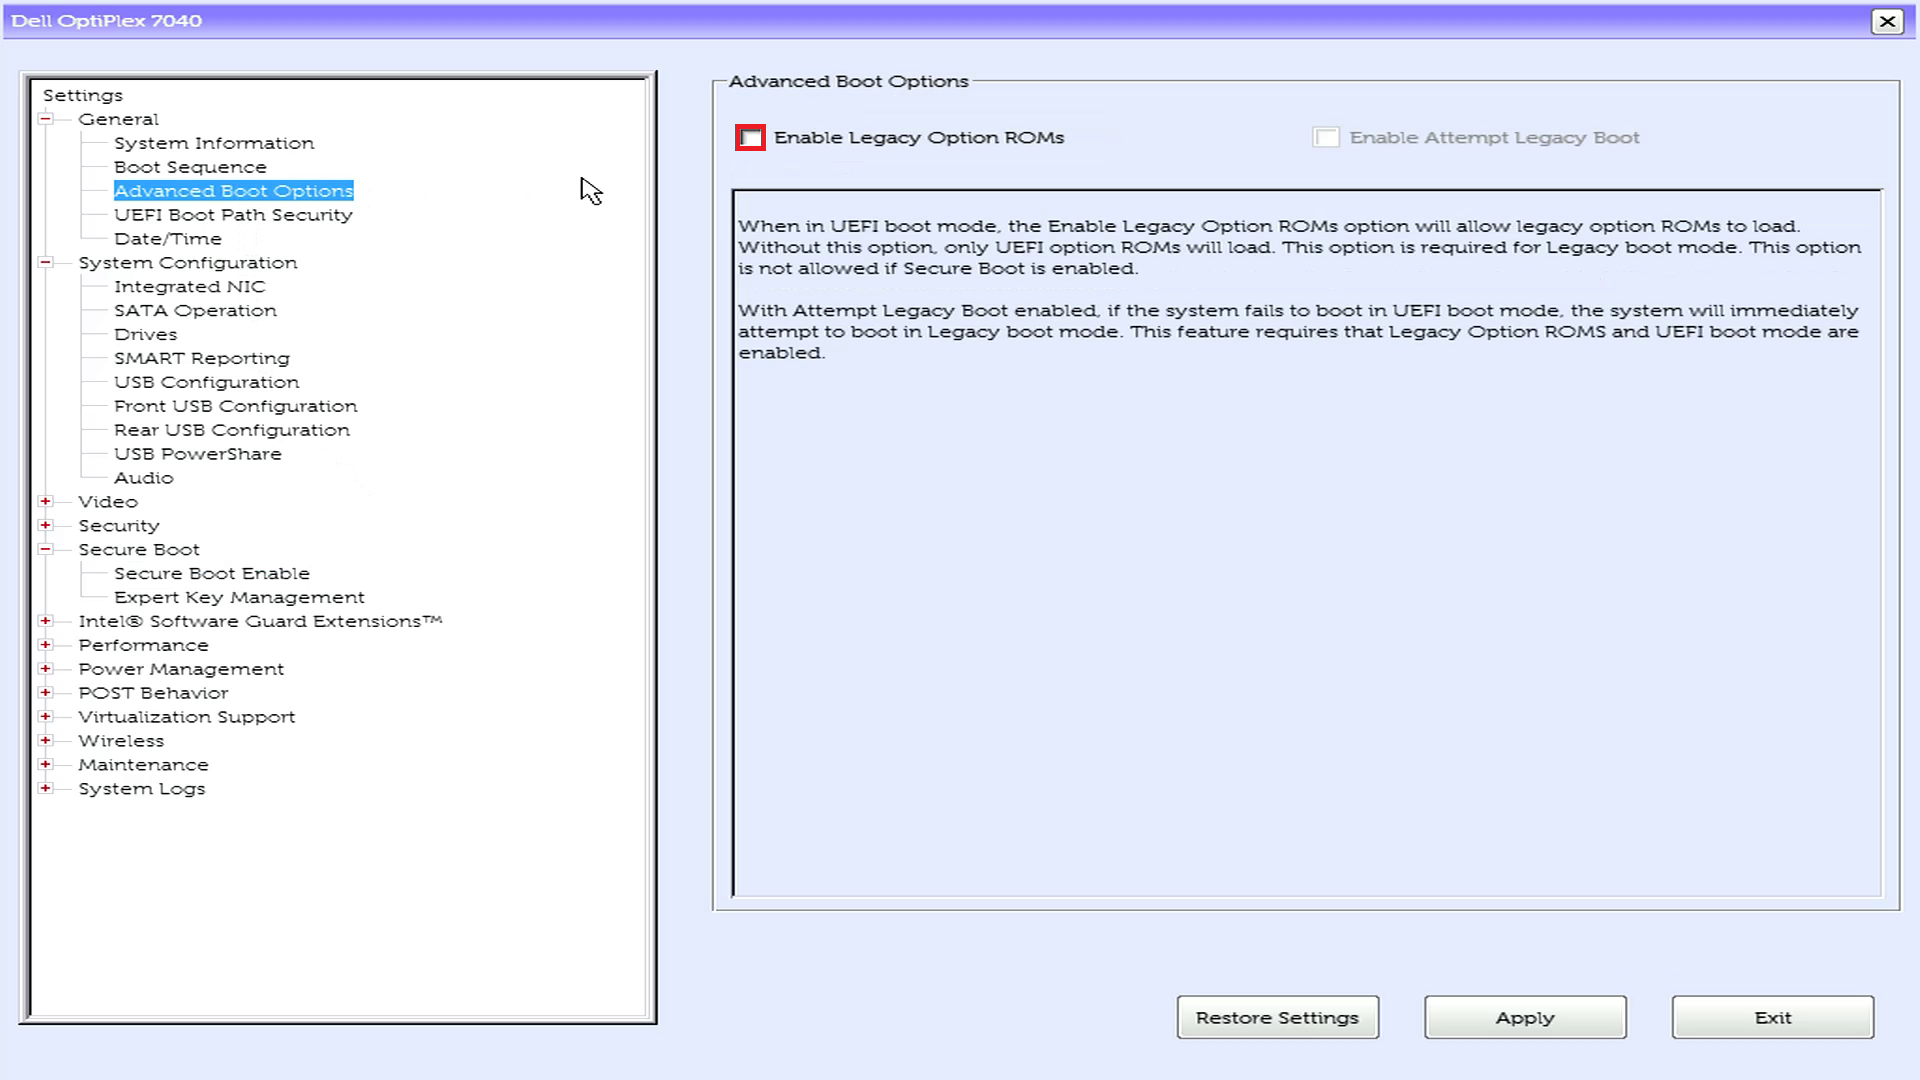 Dell OptiPlex 7040
Settings
General
System Information
Boot Sequence
Advanced Boot Options
UEFI Boot Path Security
Date/Time
System Configuration
Integrated NIC
SATA Operation
Drives
SMART Reporting
USB Configuration
Front USB Configuration
Rear USB Configuration
USB PowerShare
Audio
Video
Security
Secure Boot
Secure Boot Enable
Expert Key Management
Intel® Software Guard Extensions™
Performance
Power Management
POST Behavior
Virtualization Support
Wireless
Maintenance
System Logs
Advanced Boot Options
Enable Legacy Option ROMs
Enable Attempt Legacy Boot
When in UEFI boot mode, the Enable Legacy Option ROMs option will allow legacy option ROMs to load.
Without this option, only UEFI option ROMs will load. This option is required for Legacy boot mode. This option
is not allowed if Secure Boot is enabled.
With Attempt Legacy Boot enabled, if the system fails to boot in UEFI boot mode, the system will immediately
attempt to boot in Legacy boot mode. This feature requires that Legacy Option ROMS and UEFI boot mode are
enabled.
Restore Settings
Apply
Exit